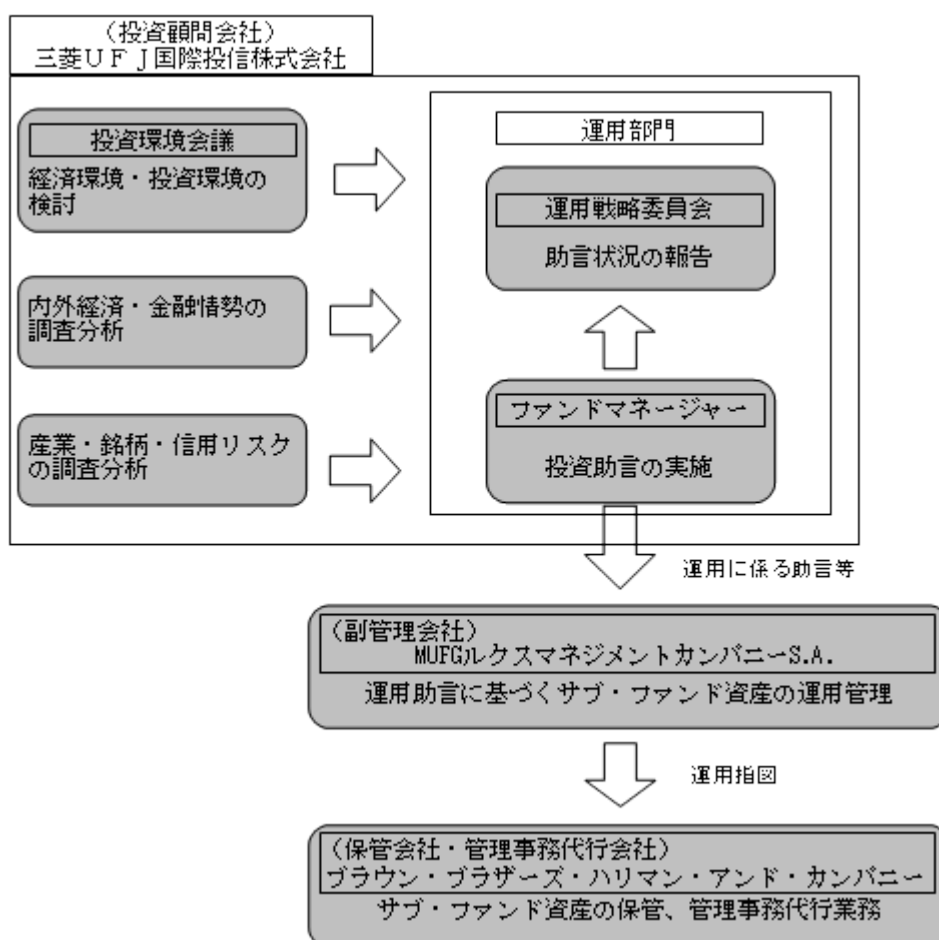 （投資顧問会社）
三菱ＵＦＪ国際投信株式会社
投資環境会議
経済環境・投資環境の
検討
内外経済・金融情勢の
調査分析
産業・銘柄・信用リスク
の調査分析
運用部門
運用戦略委員会
助言状況の報告
ファンドマネージャー
投資助言の実施
運用に係る助言等
（副管理会社）
MUFGルクスマネジメントカンパニーS.A.
運用助言に基づくサブ・ファンド資産の運用管理
運用指図
（保管会社・管理事務代行会社）
ブラウン・ブラザーズ・ハリマン・アンド・カンパニー
サブ・ファンド資産の保管、管理事務代行業務